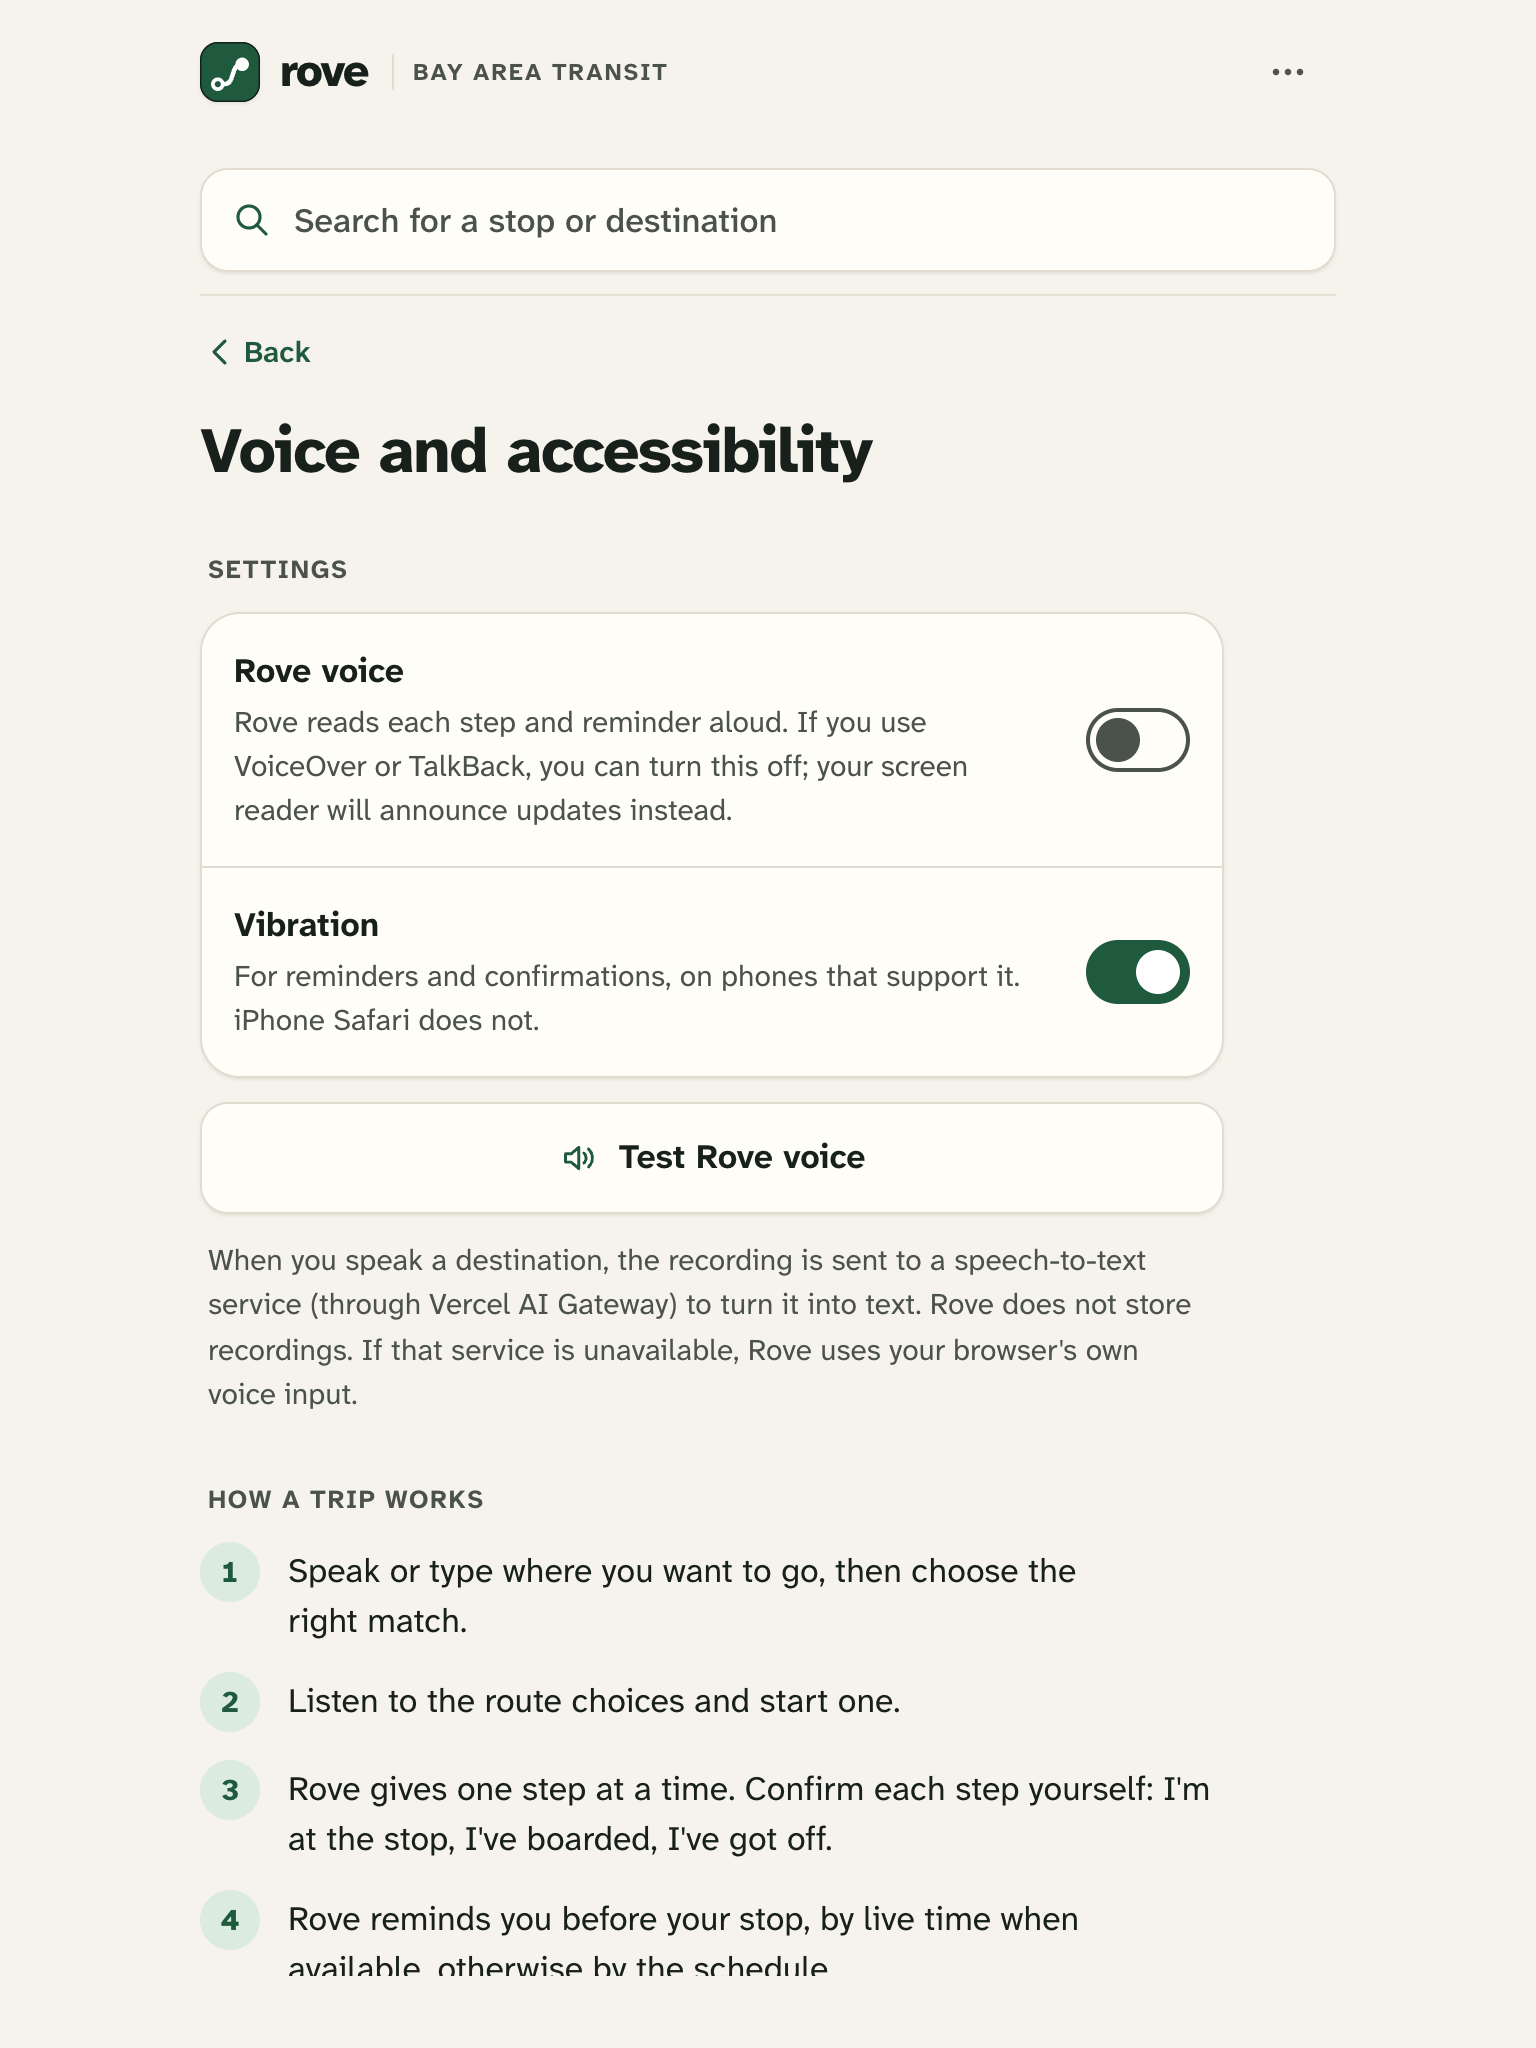 rove
BAY AREA TRANSIT
Search for a stop or destination
Back
Voice and accessibility
SETTINGS
Rove voice
Rove reads each step and reminder aloud. If you use
VoiceOver or TalkBack, you can turn this off; your screen
reader will announce updates instead.
Vibration
For reminders and confirmations, on phones that support it.
iPhone Safari does not.
Test Rove voice
When you speak a destination, the recording is sent to a speech-to-text
service (through Vercel AI Gateway) to turn it into text. Rove does not store
recordings. If that service is unavailable, Rove uses your browser's own
voice input.
HOW A TRIP WORKS
1
Speak or type where you want to go, then choose the
right match.
2
Listen to the route choices and start one.
3
Rove gives one step at a time. Confirm each step yourself: I'm
at the stop, I've boarded, I've got off.
4
Rove reminds you before your stop, by live time when
available, otherwise by the schedule